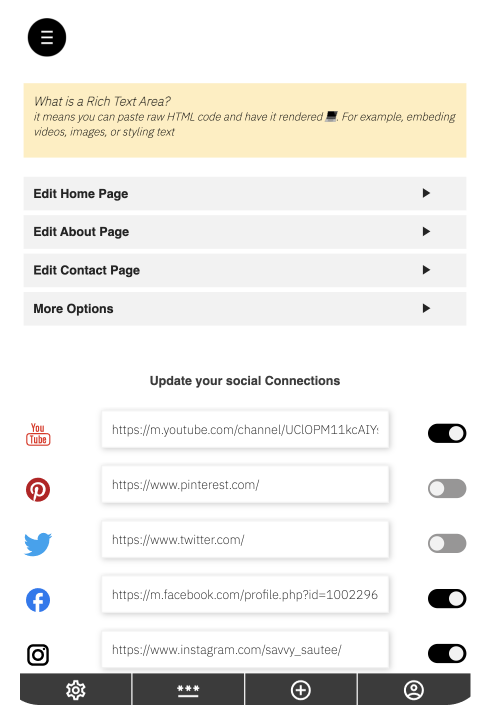 What is a Rich Text Area?
it means you can paste raw HTML code and have it rendered 💻. For example, embeding
videos, images, or styling text
Edit Home Page
Edit About Page
Edit Contact Page
More Options
Update your social Connections
You
Tube
https://m.youtube.com/channel/UClOPM11kcAIY
https://www.pinterest.com/
https://www.twitter.com/
https://m.facebook.com/profile.php?id=1002296
https://www.instagram.com/savvy_sautee/
***